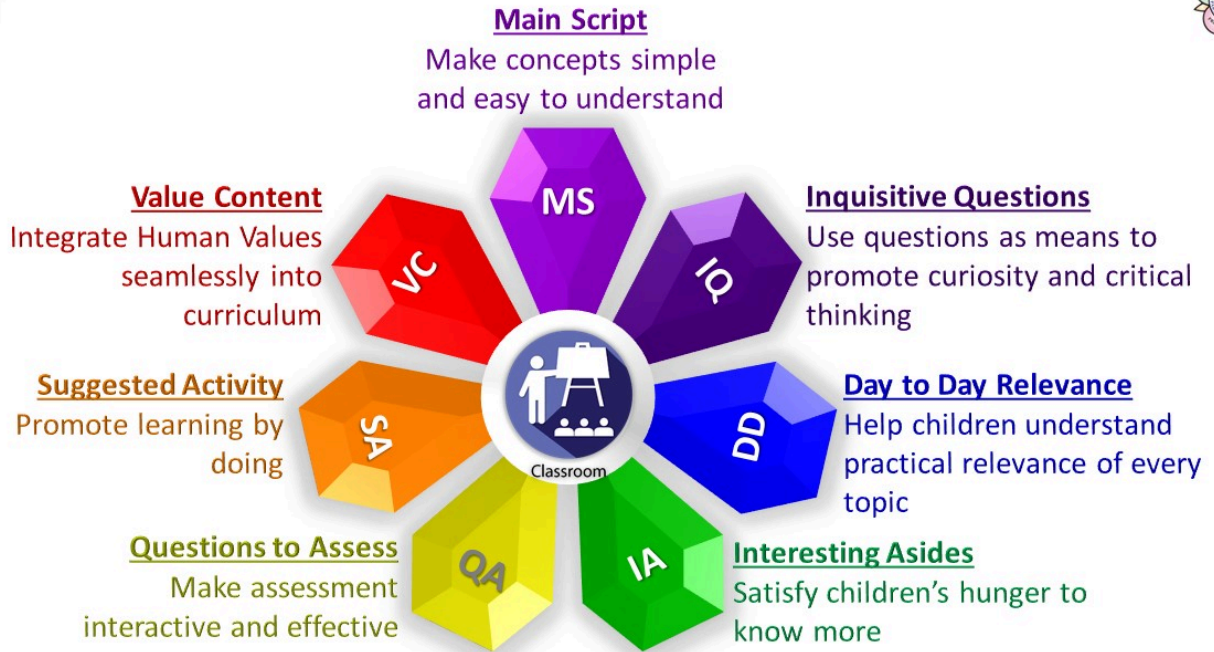 Main Script
Make concepts simple
and easy to understand
MS
Inquisitive Questions
Use questions as means to
promote curiosity and critical
thinking
IQ
Day to Day Relevance
Help children understand
practical relevance of every
topic
DD
Interesting Asides
Satisfy children’s hunger to
know more
IA
Questions to Assess
Make assessment
interactive and effective
QA
Suggested Activity
Promote learning by
doing
SA
Value Content
Integrate Human Values
seamlessly into
curriculum
VC
Classroom